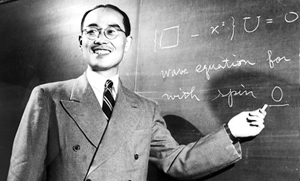 {□ - κ²} U = 0
wave equation for
with spin 0